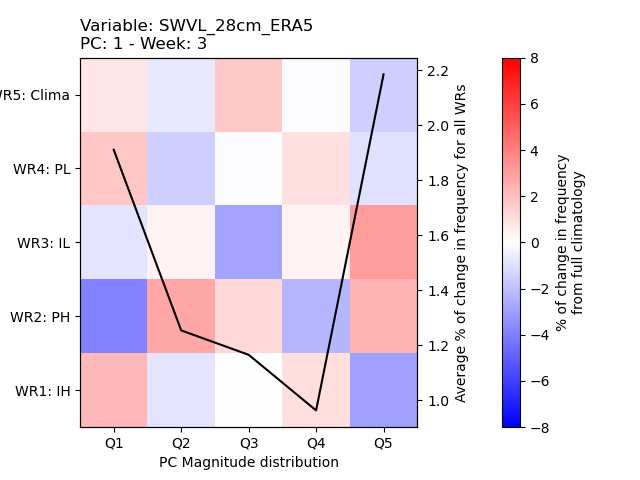 Variable: SWVL_28cm_ERA5
PC: 1 - Week: 3
WR5: Clima
WR4: PL
WR3: IL
WR2: PH
WR1: IH
Q1 Q2 Q3 Q4 Q5
PC Magnitude distribution
2.2
2.0
1.8
1.6
1.4
1.2
1.0
Average % of change in frequency for all WRs
8
6
4
2
0
−2
−4
−6
−8
% of change in frequency
from full climatology